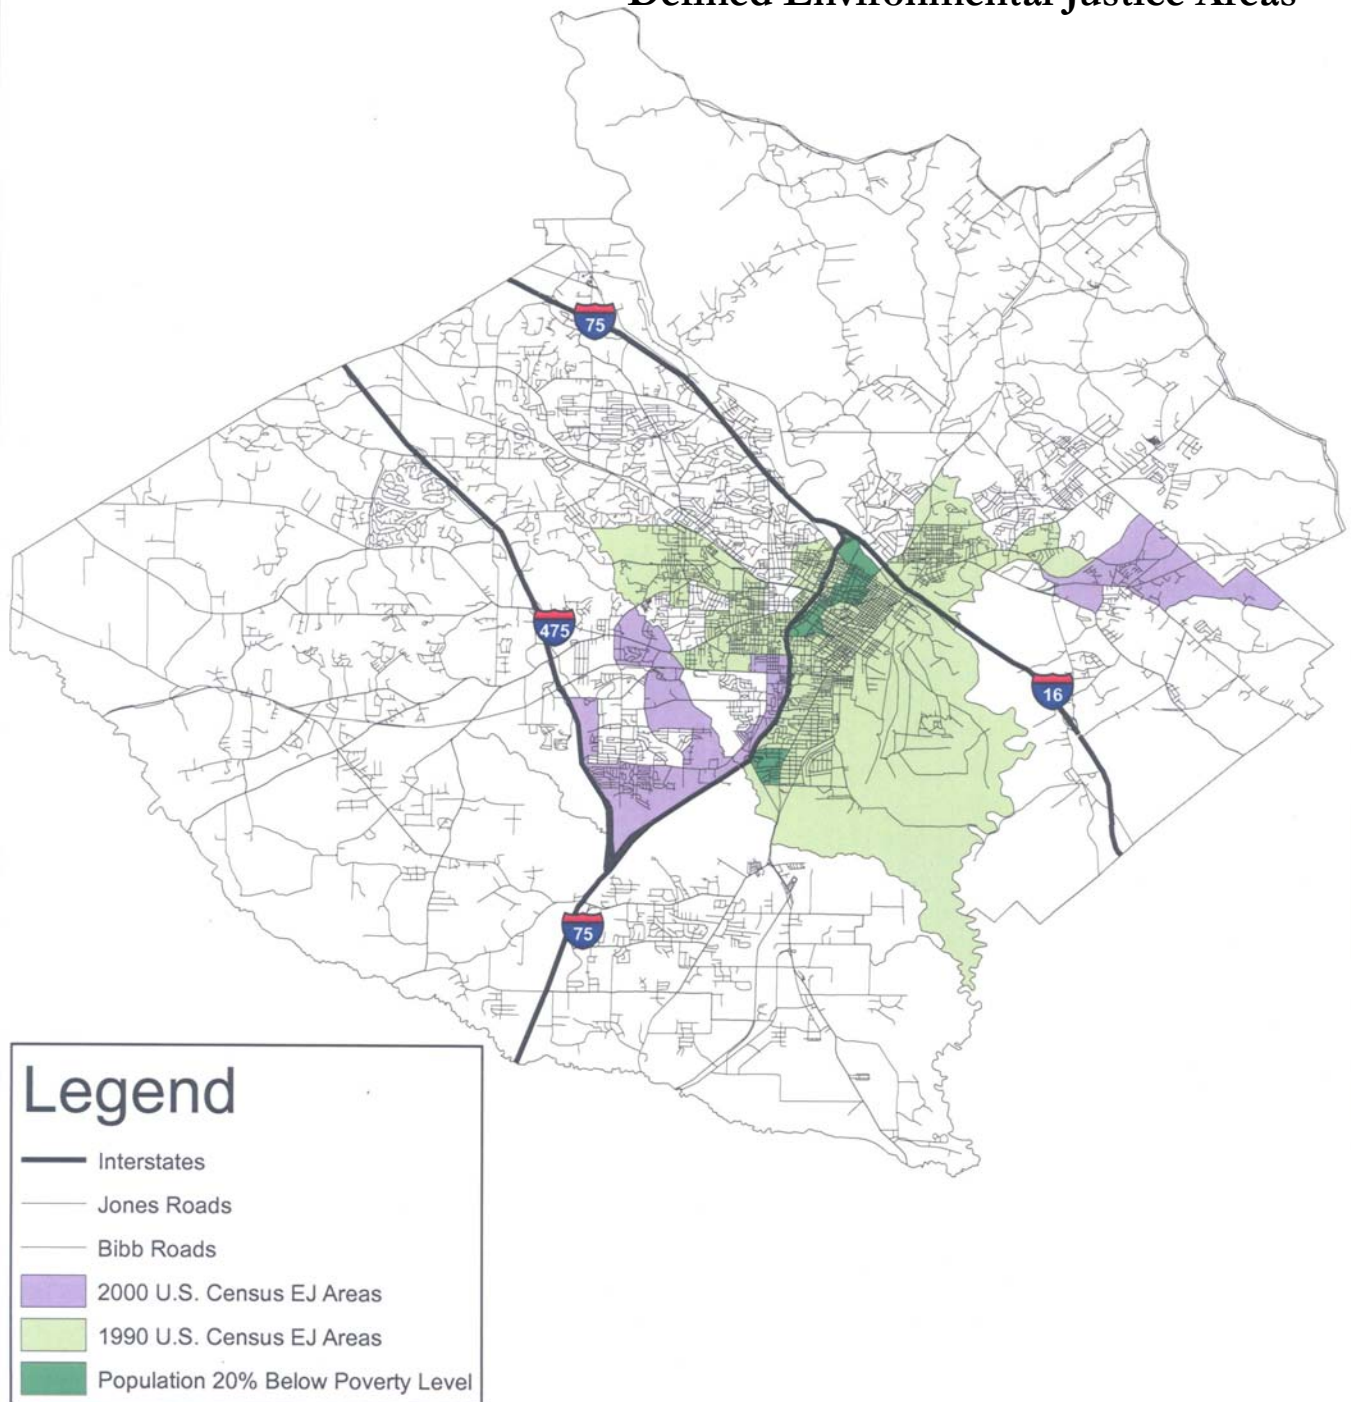 Defined Environmental Justice Areas
75
475
16
75
Legend
Interstates
Jones Roads
Bibb Roads
2000 U.S. Census EJ Areas
1990 U.S. Census EJ Areas
Population 20% Below Poverty Level